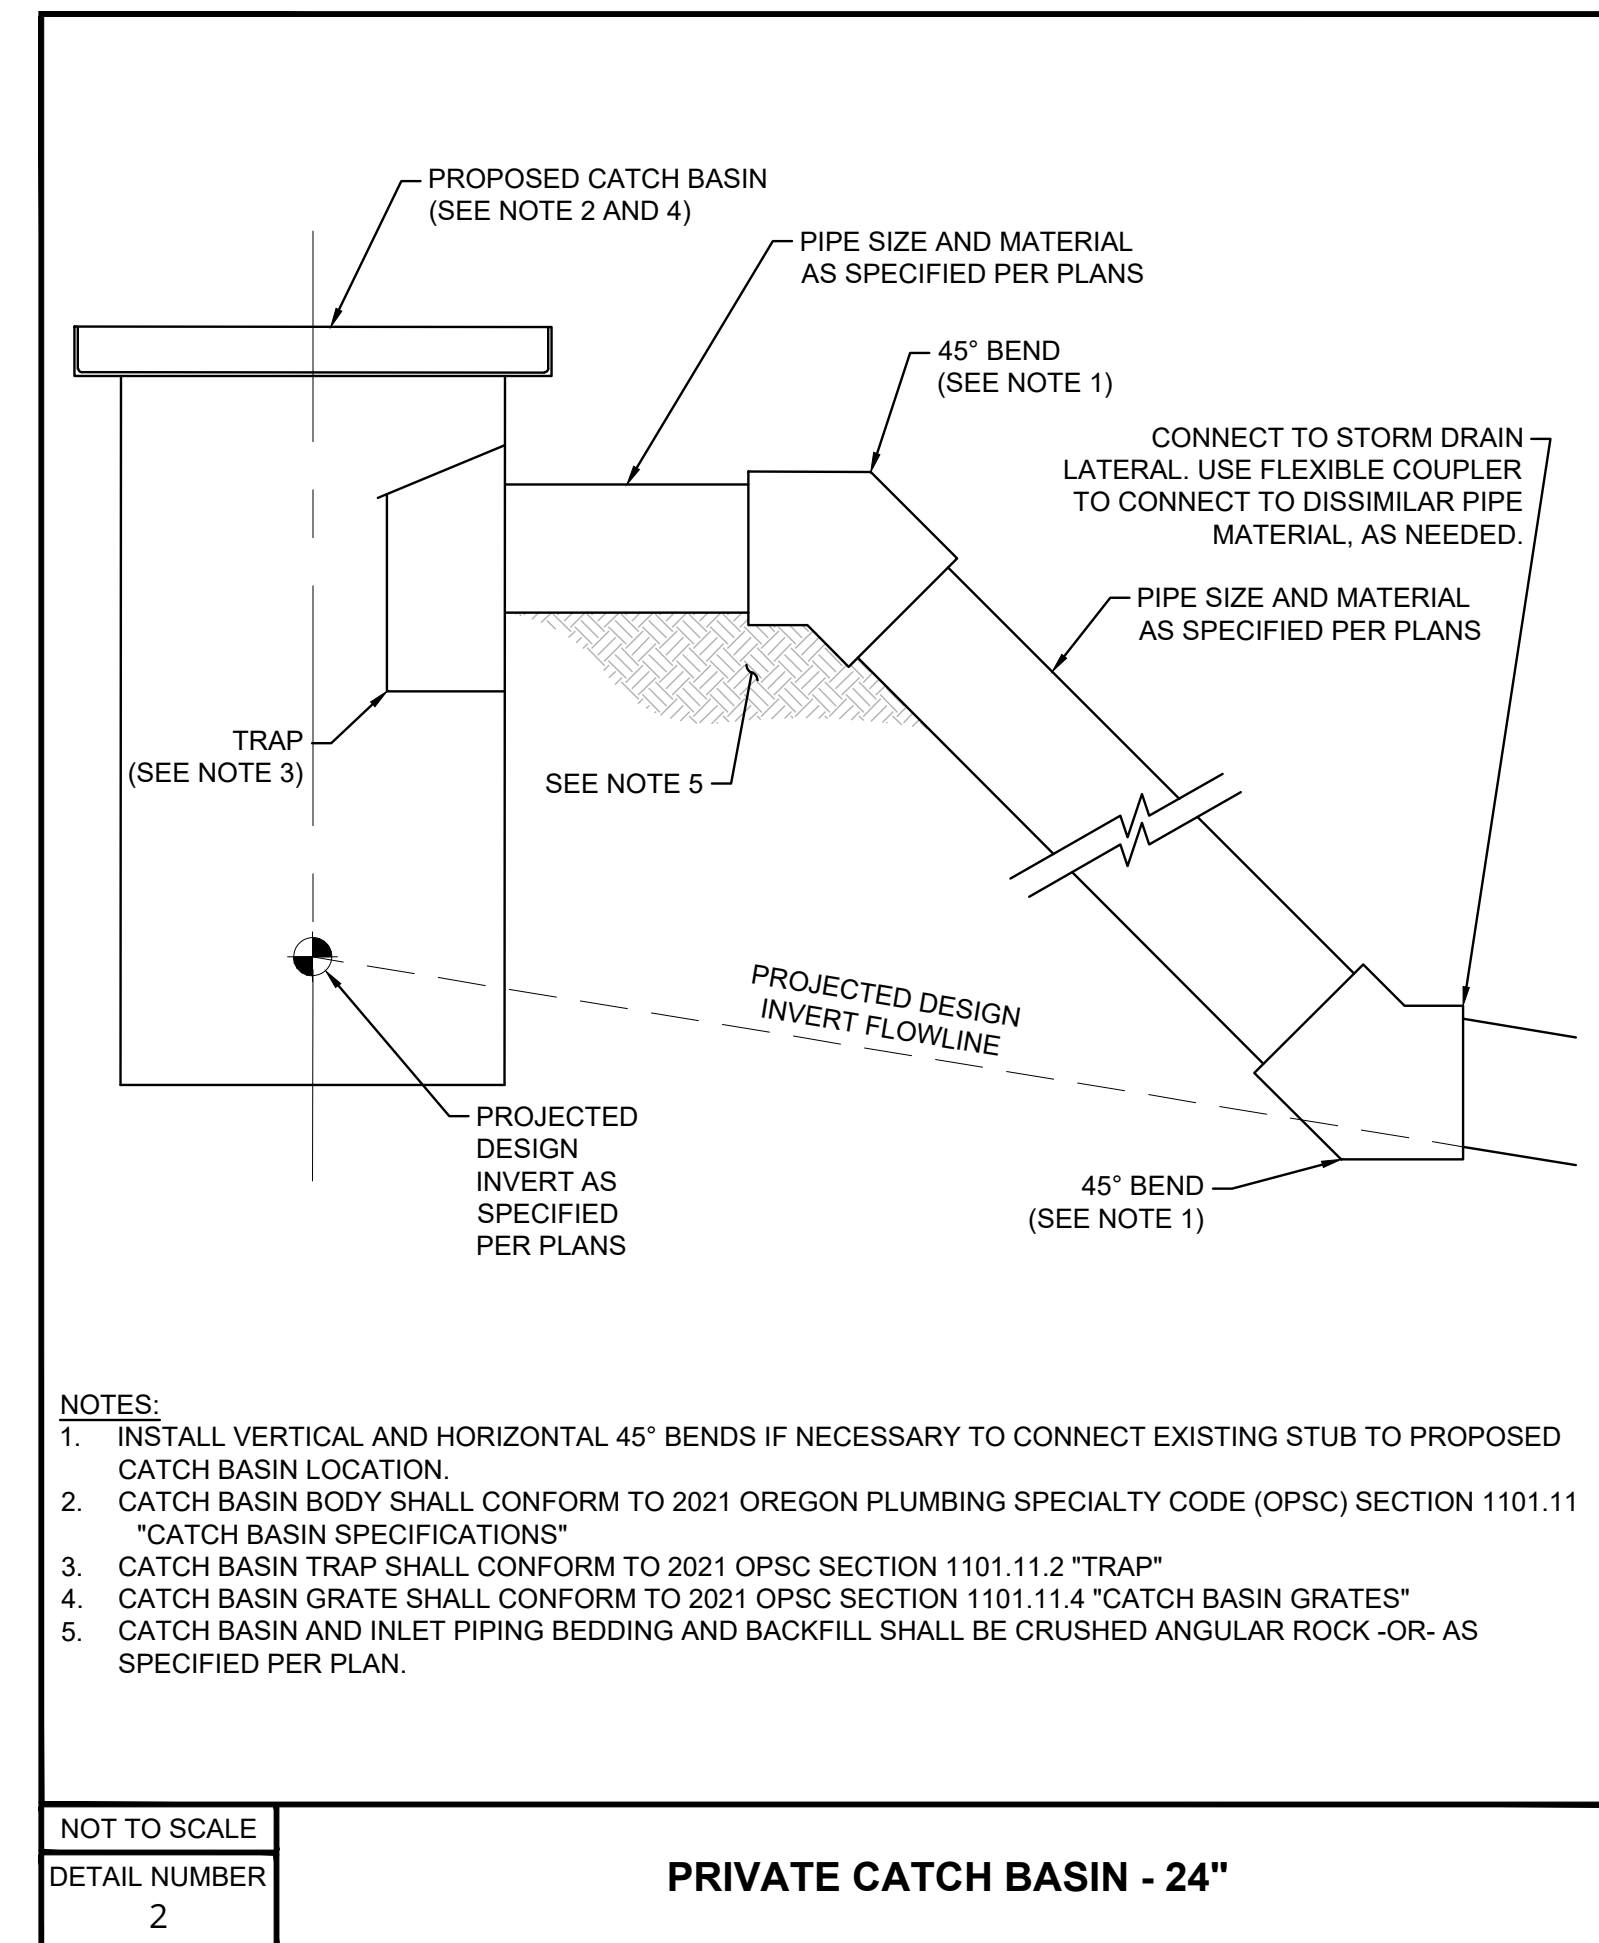 PROPOSED CATCH BASIN
(SEE NOTE 2 AND 4)
PIPE SIZE AND MATERIAL
AS SPECIFIED PER PLANS
45° BEND
(SEE NOTE 1)
CONNECT TO STORM DRAIN
LATERAL. USE FLEXIBLE COUPLER
TO CONNECT TO DISSIMILAR PIPE
MATERIAL, AS NEEDED.
PIPE SIZE AND MATERIAL
AS SPECIFIED PER PLANS
TRAP
(SEE NOTE 3)
SEE NOTE 5
PROJECTED DESIGN
INVERT FLOWLINE
PROJECTED
DESIGN
INVERT AS
SPECIFIED
PER PLANS
45° BEND
(SEE NOTE 1)
NOTES:
1. INSTALL VERTICAL AND HORIZONTAL 45° BENDS IF NECESSARY TO CONNECT EXISTING STUB TO PROPOSED
CATCH BASIN LOCATION.
2. CATCH BASIN BODY SHALL CONFORM TO 2021 OREGON PLUMBING SPECIALTY CODE (OPSC) SECTION 1101.11
"CATCH BASIN SPECIFICATIONS"
3. CATCH BASIN TRAP SHALL CONFORM TO 2021 OPSC SECTION 1101.11.2 "TRAP"
4. CATCH BASIN GRATE SHALL CONFORM TO 2021 OPSC SECTION 1101.11.4 "CATCH BASIN GRATES"
5. CATCH BASIN AND INLET PIPING BEDDING AND BACKFILL SHALL BE CRUSHED ANGULAR ROCK -OR- AS
SPECIFIED PER PLAN.
NOT TO SCALE
DETAIL NUMBER
2
PRIVATE CATCH BASIN - 24"